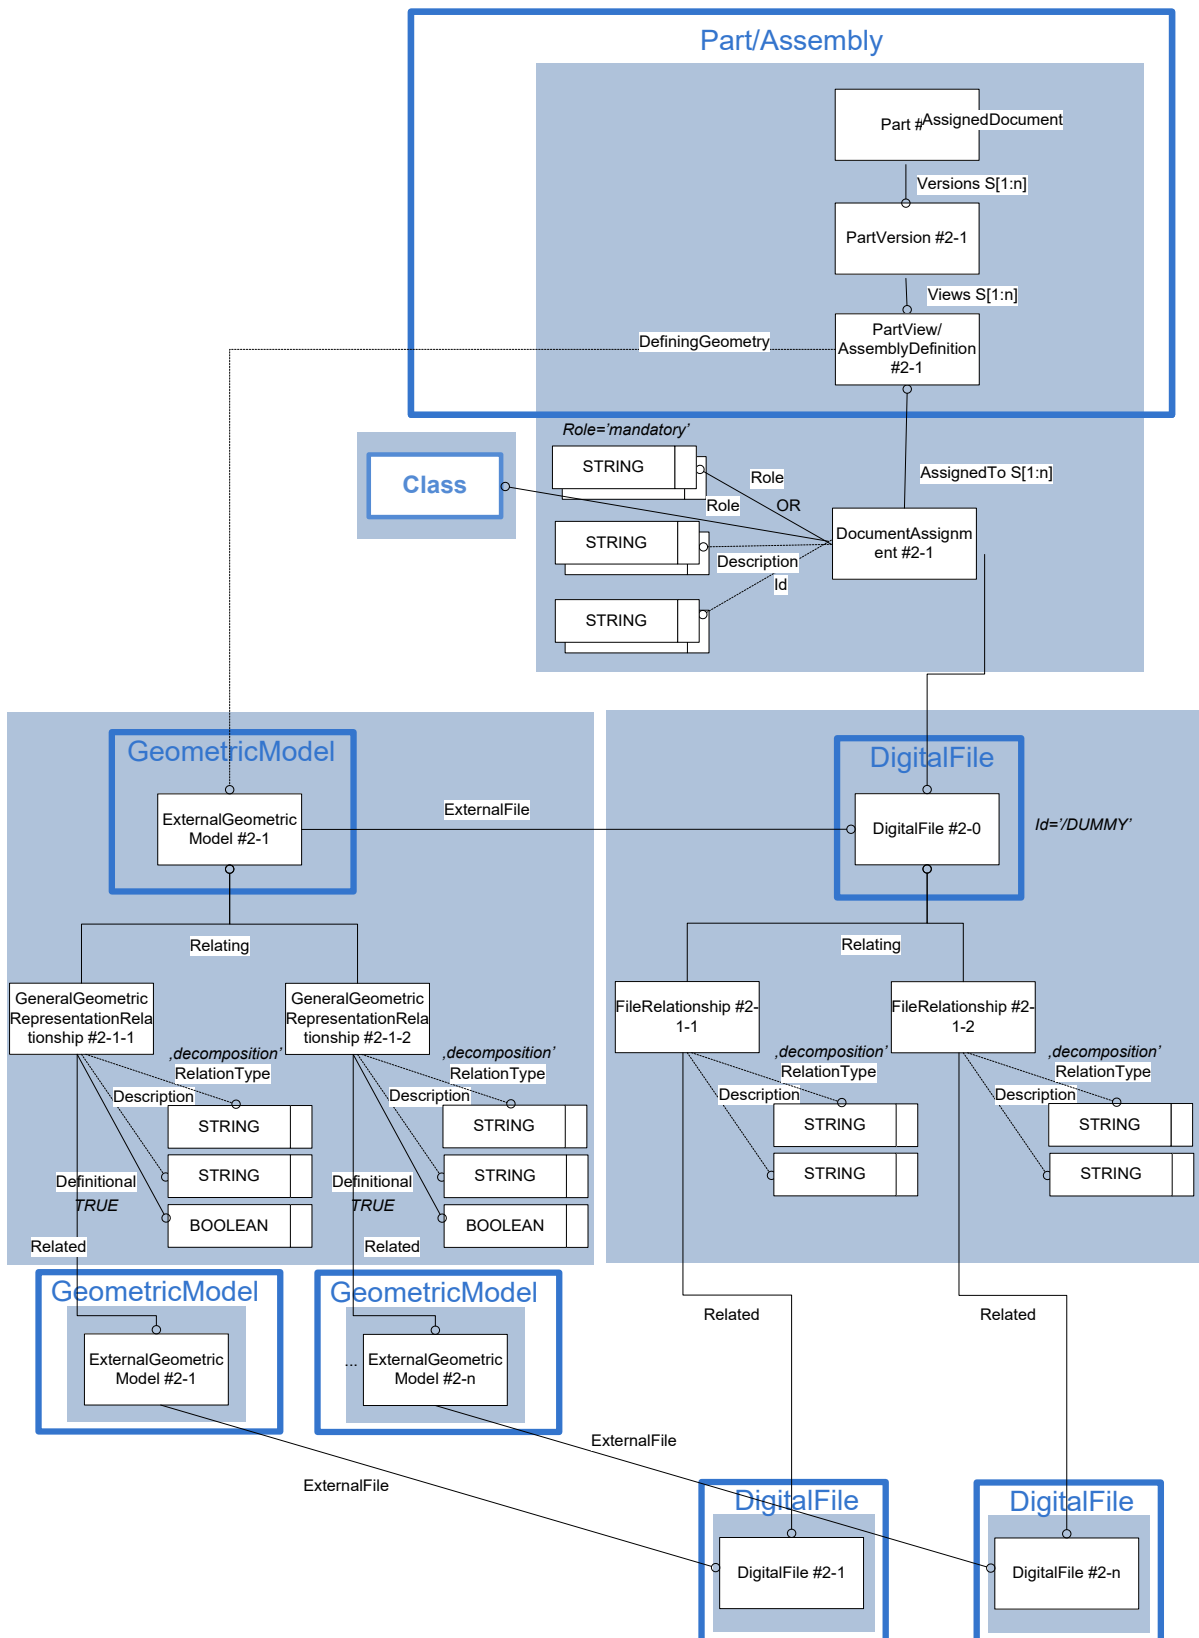 Part/Assembly
Part #
AssignedDocument
Versions S[1:n]
PartVersion #2-1
Views S[1:n]
PartView/
AssemblyDefinition
#2-1
DefiningGeometry
Role='mandatory'
STRING
Class
Role
Role
OR
AssignedTo S[1:n]
STRING
Description
DocumentAssignm
ent #2-1
Id
STRING
GeometricModel
DigitalFile
ExternalGeometric
Model #2-1
ExternalFile
DigitalFile #2-0
Id='/DUMMY'
Relating
Relating
GeneralGeometric
RepresentationRela
tionship #2-1-1
GeneralGeometric
RepresentationRela
tionship #2-1-2
FileRelationship #2-
1-1
FileRelationship #2-
1-2
‚decomposition’
RelationType
‚decomposition’
RelationType
‚decomposition’
RelationType
‚decomposition’
RelationType
Description
Description
Description
Description
STRING
STRING
STRING
STRING
STRING
STRING
STRING
STRING
Definitional
TRUE
Definitional
TRUE
BOOLEAN
BOOLEAN
Related
Related
GeometricModel
GeometricModel
Related
Related
ExternalGeometric
Model #2-1
...
ExternalGeometric
Model #2-n
ExternalFile
ExternalFile
DigitalFile
DigitalFile
DigitalFile #2-1
DigitalFile #2-n